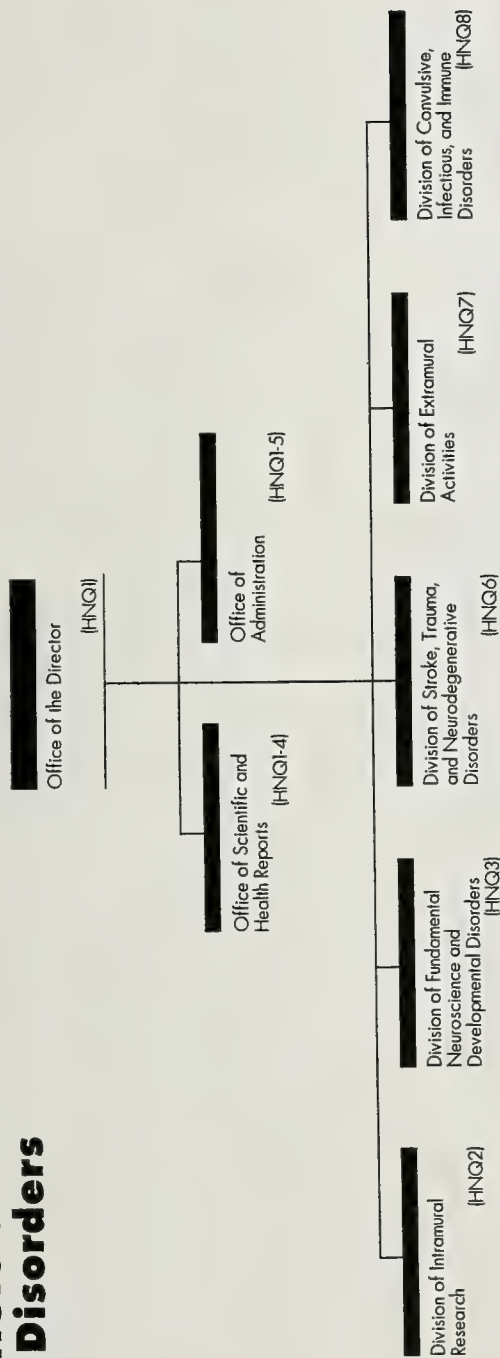 Disorders
Office of the Director
(HNQ1)
Office of Scientific and
Health Reports
(HNQ1-4)
Office of
Administration
(HNQ1-5)
Division of Intramural
Research
(HNQ2)
Division of Fundamental
Neuroscience and
Developmental Disorders
(HNQ3)
Division of Stroke, Trauma,
and Neurodegenerative
Disorders
(HNQ6)
Division of Extramural
Activities
(HNQ7)
Division of Convulsive,
Infectious, and Immune
Disorders
(HNQ8)